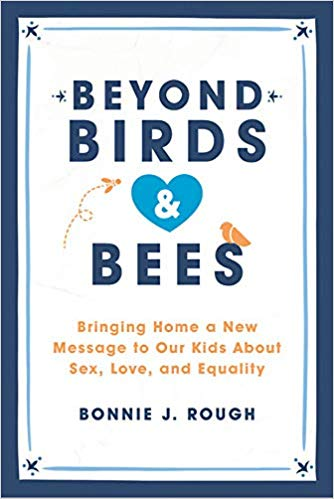 BEYOND
BIRDS
&
BEES
Bringing Home a New
Message to Our Kids About
Sex, Love, and Equality
BONNIE J. ROUGH